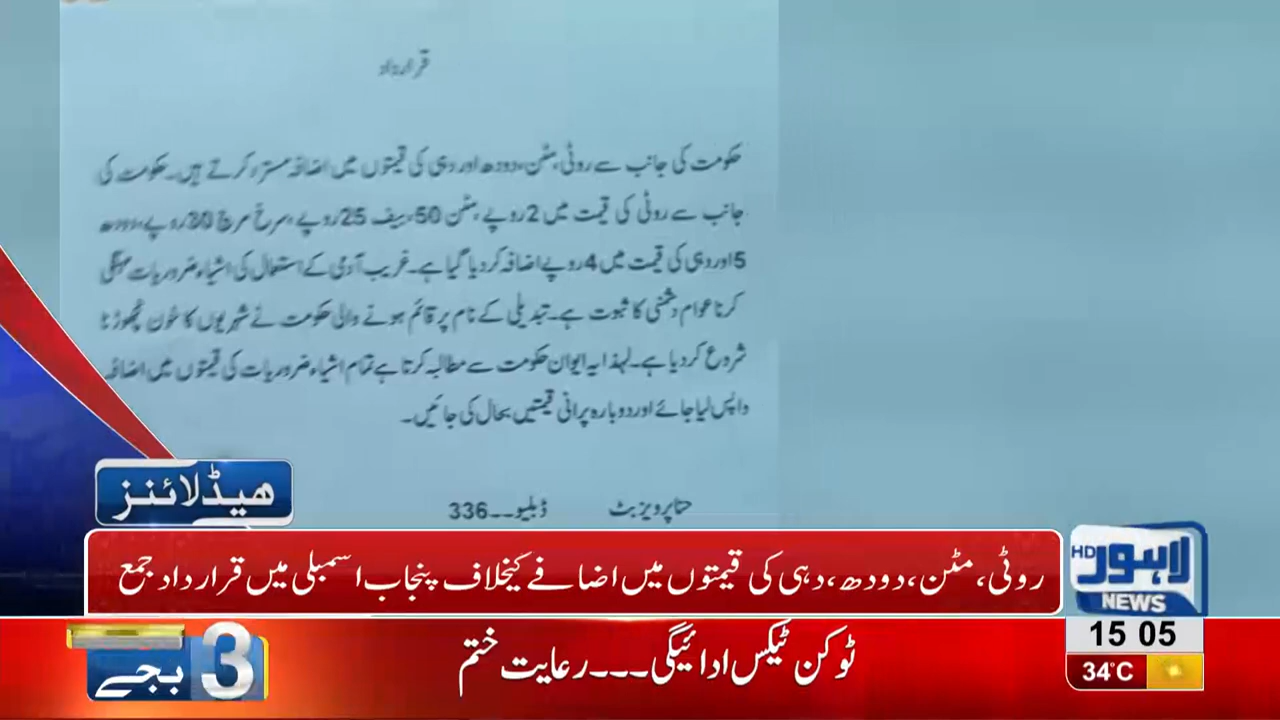 قرارداد
حکومت کی جانب سے روٹی، مٹن، دودھ اور دہی کی قیمتوں میں اضافہ مسترد کرتے ہیں۔ حکومت کی
جانب سے روٹی کی قیمت میں 2 روپے، مٹن 50، بیف 25 روپے، سرخ مرچ 30 روپے، دودھ
5 اور دہی کی قیمت میں 4 روپے اضافہ کر دیا گیا ہے۔ غریب آدمی کے استعمال کی اشیاء ضروریات مہنگی
کرنا عوام دشمنی کا ثبوت ہے۔ تبدیلی کے نام پر قائم ہونے والی حکومت نے شہریوں کا خون نچھوڑنا
شروع کر دیا ہے۔ لہذا یہ ایوان حکومت سے مطالبہ کرتا ہے تمام اشیاء ضروریات کی قیمتوں میں اضافہ
واپس لیا جائے اور دوبارہ پرانی قیمتیں بحال کی جائیں۔
حنا پرویز بٹ ڈبلیو۔۔336
ھیڈلائنز
روٹی، مٹن، دودھ، دہی کی قیمتوں میں اضافے کیخلاف پنجاب اسمبلی میں قرارداد جمع
لاہور HD
NEWS
15 05
34°C
3 بجے
ٹوکن ٹیکس ادائیگی۔۔۔ رعایت ختم